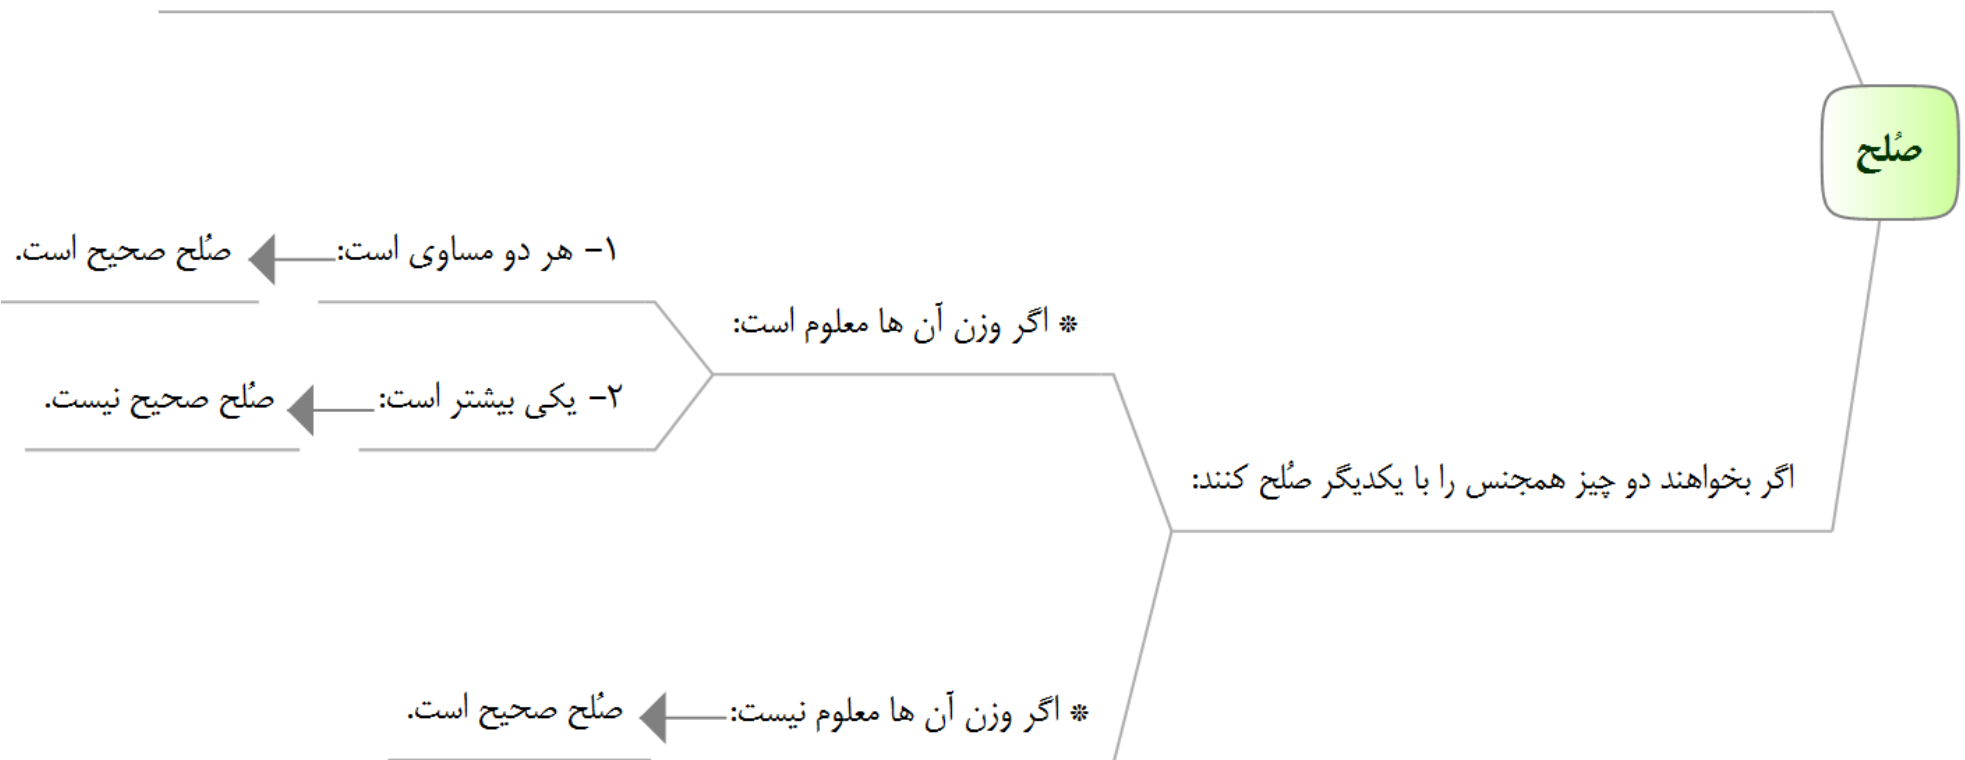 صُلح
اگر بخواهند دو چیز همجنس را با یکدیگر صُلح کنند:
* اگر وزن آن ها معلوم است:
۱- هر دو مساوی است: صُلح صحیح است.
۲- یکی بیشتر است: صُلح صحیح نیست.
* اگر وزن آن ها معلوم نیست: صُلح صحیح است.